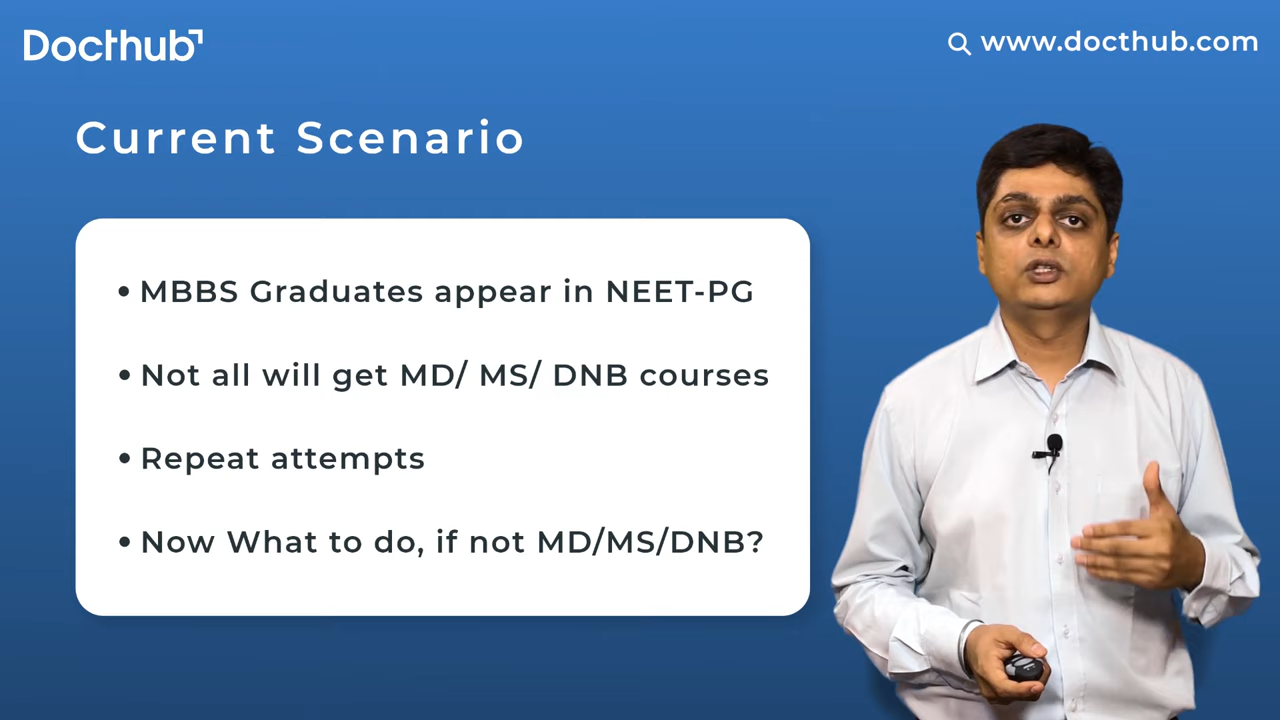 Docthub
www.docthub.com
Current Scenario
• MBBS Graduates appear in NEET-PG
• Not all will get MD/ MS/ DNB courses
• Repeat attempts
• Now What to do, if not MD/MS/DNB?